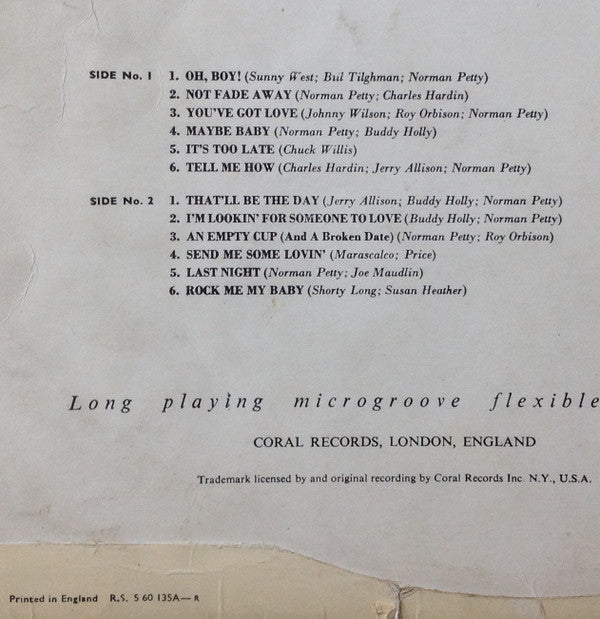 SIDE No. 1 1. OH, BOY! (Sunny West; Bul Tilghman; Norman Petty)
2. NOT FADE AWAY (Norman Petty; Charles Hardin)
3. YOU'VE GOT LOVE (Johnny Wilson; Roy Orbison; Norman Petty)
4. MAYBE BABY (Norman Petty; Buddy Holly)
5. IT'S TOO LATE (Chuck Willis)
6. TELL ME HOW (Charles Hardin; Jerry Allison; Norman Petty)
SIDE No. 2 1. THAT'LL BE THE DAY (Jerry Allison; Buddy Holly; Norman Petty)
2. I'M LOOKIN' FOR SOMEONE TO LOVE (Buddy Holly; Norman Petty)
3. AN EMPTY CUP (And A Broken Date) (Norman Petty; Roy Orbison)
4. SEND ME SOME LOVIN' (Marascalco; Price)
5. LAST NIGHT (Norman Petty; Joe Maudlin)
6. ROCK ME MY BABY (Shorty Long; Susan Heather)
Long playing microgroove flexible
CORAL RECORDS, LONDON, ENGLAND
Trademark licensed by and original recording by Coral Records Inc N.Y., U.S.A.
Printed in England R.S. 5 60 135A—R